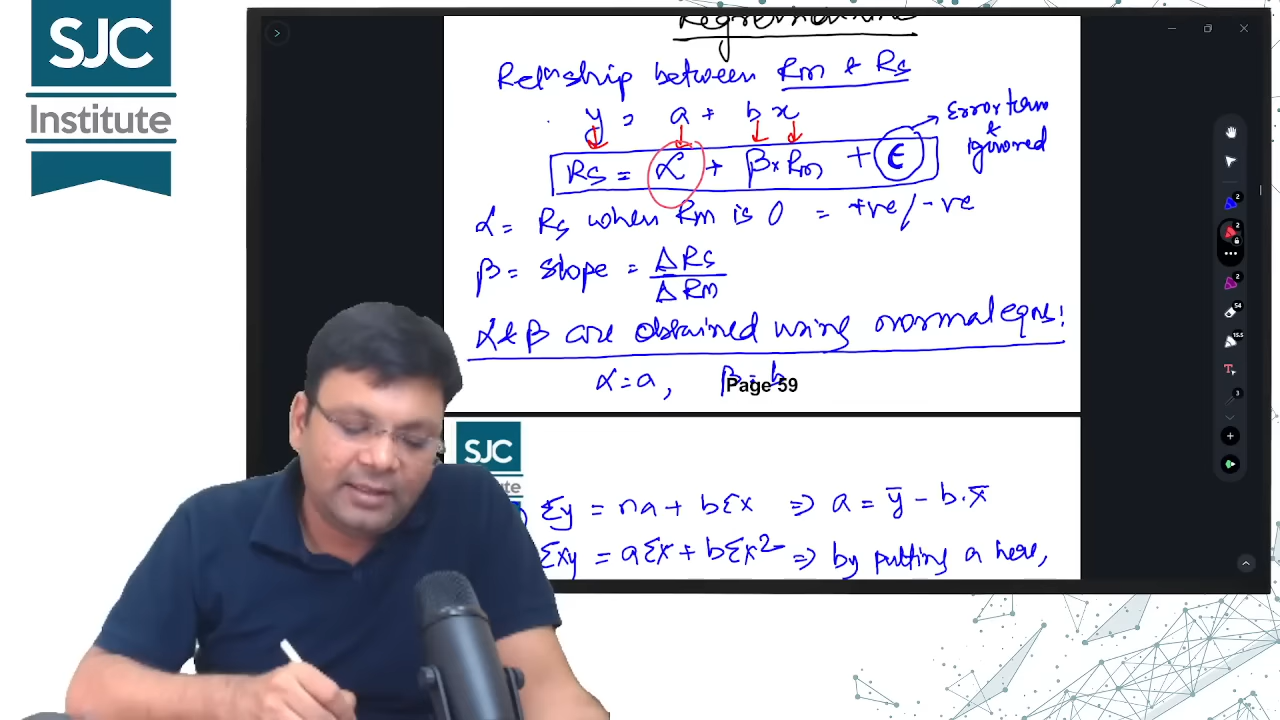 SJC
Institute
Relⁿship between Rm & Rs
y = a + b x
Rs = α + β × Rm + ϵ
Error term & ignored
α = Rs when Rm is 0 = +ve/-ve
β = slope = ΔRs / ΔRm
α & β are obtained using normal eqns!
α = a, β = b
Page 59
SJC
Σy = na + bΣx ⇒ a = ȳ - b.x̄
Σxy = aΣx + bΣx² ⇒ by putting a here,